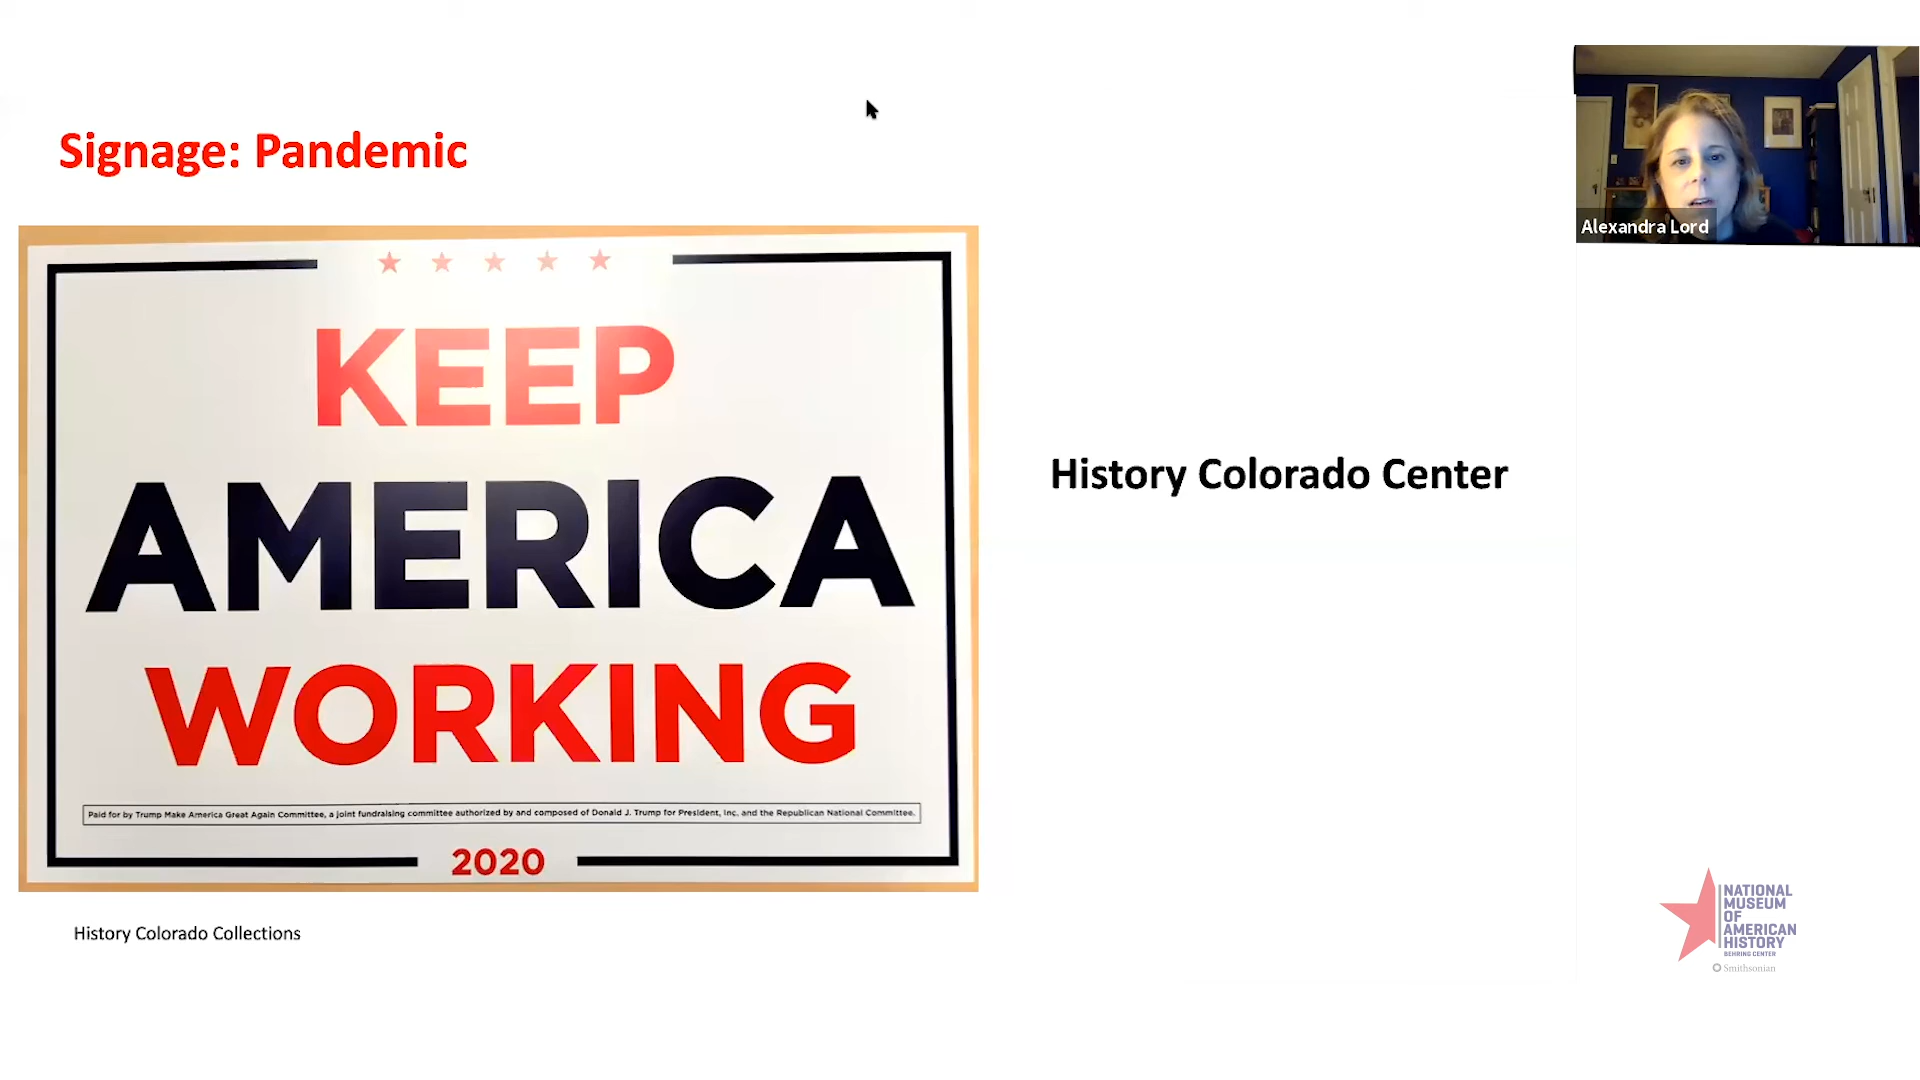 Signage: Pandemic
Alexandra Lord
KEEP
AMERICA
WORKING
Paid for by Trump Make America Great Again Committee, a joint fundraising committee authorized by and composed of Donald J. Trump for President, Inc. and the Republican National Committee.
2020
History Colorado Center
History Colorado Collections
NATIONAL
MUSEUM
OF
AMERICAN
HISTORY
BEHRING CENTER
Smithsonian